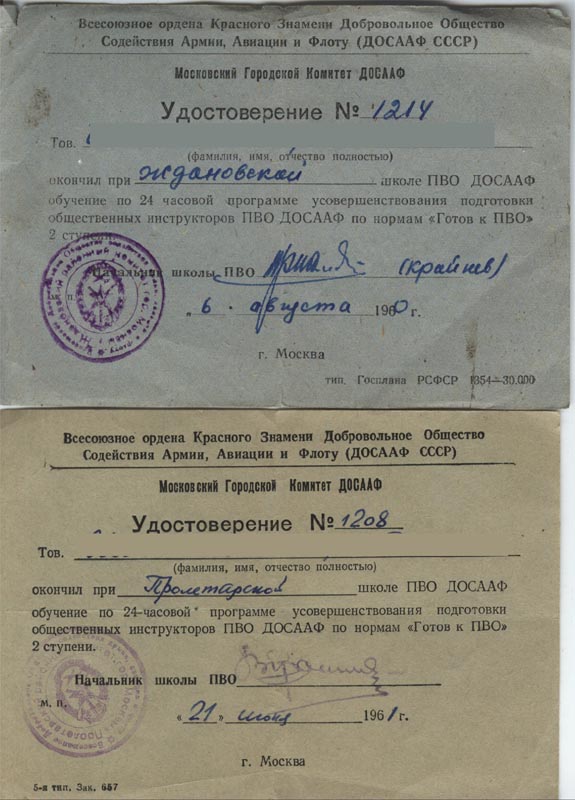 Всесоюзное ордена Красного Знамени Добровольное Общество
Содействия Армии, Авиации и Флоту (ДОСААФ СССР)
Московский Городской Комитет ДОСААФ
Удостоверение № 1214
Тов.
(фамилия, имя, отчество полностью)
окончил при Ждановской школе ПВО ДОСААФ
обучение по 24 часовой программе усовершенствования подготовки
общественных инструкторов ПВО ДОСААФ по нормам «Готов к ПВО»
2 ступени.
Начальник школы ПВО (Крайнев)
м. п.
„ 6 . августа 1960 г.
г. Москва
тип. Госплана РСФСР 1354—30.000
Всесоюзное ордена Красного Знамени Добровольное Общество
Содействия Армии, Авиации и Флоту (ДОСААФ СССР)
Московский Городской Комитет ДОСААФ
Удостоверение № 1208
Тов.
(фамилия, имя, отчество полностью)
окончил при Пролетарской школе ПВО ДОСААФ
обучение по 24-часовой программе усовершенствования подготовки
общественных инструкторов ПВО ДОСААФ по нормам «Готов к ПВО»
2 ступени.
Начальник школы ПВО
м. п.
«21» 1961 г.
г. Москва
5-я тип. Зак. 657